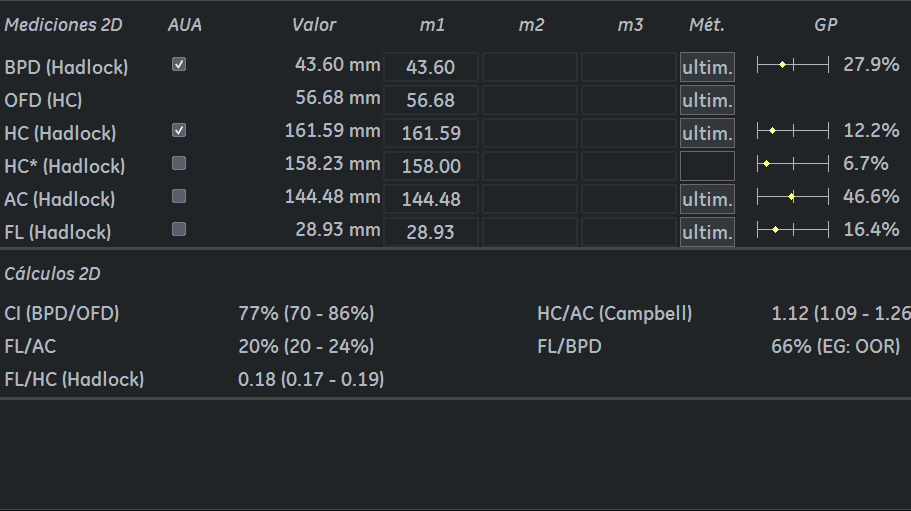 Mediciones 2D AUA Valor m1 m2 m3 Mét. GP
BPD (Hadlock) 43.60 mm 43.60 ultim. 27.9%
OFD (HC) 56.68 mm 56.68 ultim.
HC (Hadlock) 161.59 mm 161.59 ultim. 12.2%
HC* (Hadlock) 158.23 mm 158.00 6.7%
AC (Hadlock) 144.48 mm 144.48 ultim. 46.6%
FL (Hadlock) 28.93 mm 28.93 ultim. 16.4%
Cálculos 2D
CI (BPD/OFD) 77% (70 - 86%) HC/AC (Campbell) 1.12 (1.09 - 1.26
FL/AC 20% (20 - 24%) FL/BPD 66% (EG: OOR)
FL/HC (Hadlock) 0.18 (0.17 - 0.19)